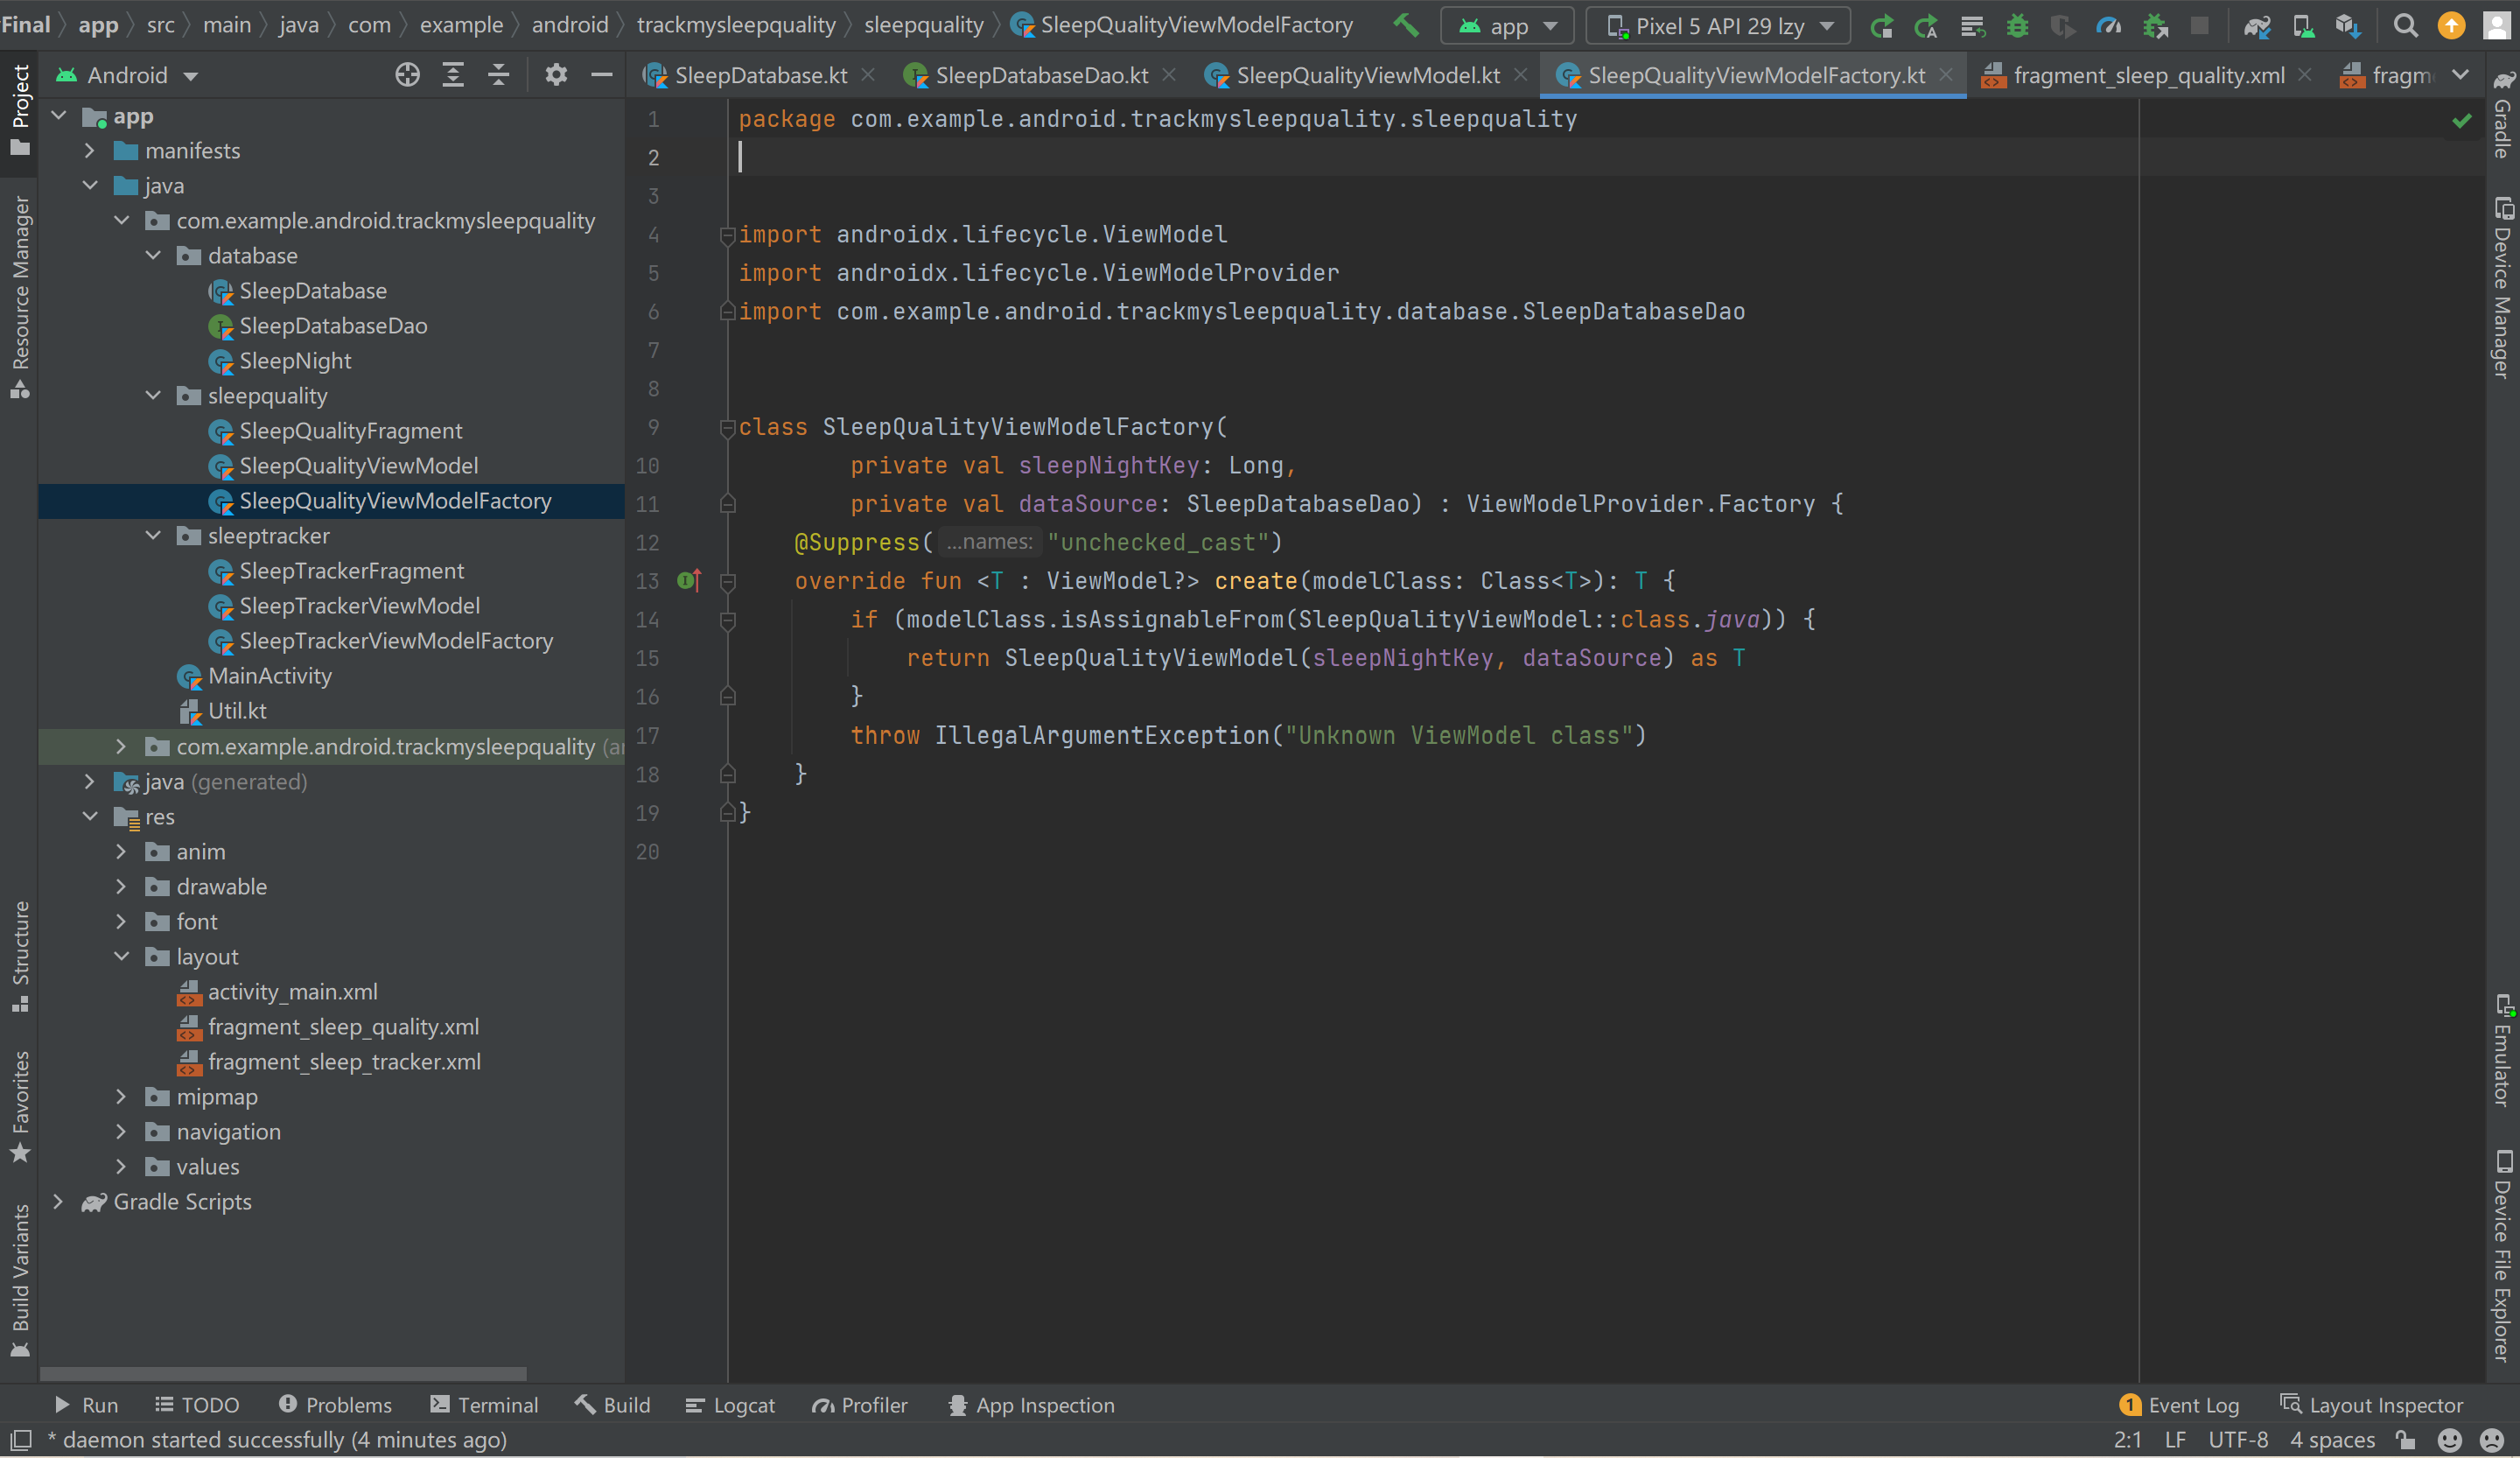 Final app src main java com example android trackmysleepquality sleepquality SleepQualityViewModelFactory app Pixel 5 API 29 lzy
Android
SleepDatabase.kt SleepDatabaseDao.kt SleepQualityViewModel.kt SleepQualityViewModelFactory.kt fragment_sleep_quality.xml fragm
Project
Resource Manager
Structure
Favorites
Build Variants
app
manifests
java
com.example.android.trackmysleepquality
database
SleepDatabase
SleepDatabaseDao
SleepNight
sleepquality
SleepQualityFragment
SleepQualityViewModel
SleepQualityViewModelFactory
sleeptracker
SleepTrackerFragment
SleepTrackerViewModel
SleepTrackerViewModelFactory
MainActivity
Util.kt
com.example.android.trackmysleepquality (ar
java (generated)
res
anim
drawable
font
layout
activity_main.xml
fragment_sleep_quality.xml
fragment_sleep_tracker.xml
mipmap
navigation
values
Gradle Scripts
1 package com.example.android.trackmysleepquality.sleepquality
2
3
4 import androidx.lifecycle.ViewModel
5 import androidx.lifecycle.ViewModelProvider
6 import com.example.android.trackmysleepquality.database.SleepDatabaseDao
7
8
9 class SleepQualityViewModelFactory(
10 private val sleepNightKey: Long,
11 private val dataSource: SleepDatabaseDao) : ViewModelProvider.Factory {
12 @Suppress( ...names: "unchecked_cast")
13 override fun <T : ViewModel?> create(modelClass: Class<T>): T {
14 if (modelClass.isAssignableFrom(SleepQualityViewModel::class.java)) {
15 return SleepQualityViewModel(sleepNightKey, dataSource) as T
16 }
17 throw IllegalArgumentException("Unknown ViewModel class")
18 }
19 }
20
Gradle
Device Manager
Emulator
Device File Explorer
Run TODO Problems Terminal Build Logcat Profiler App Inspection 1 Event Log Layout Inspector
* daemon started successfully (4 minutes ago) 2:1 LF UTF-8 4 spaces